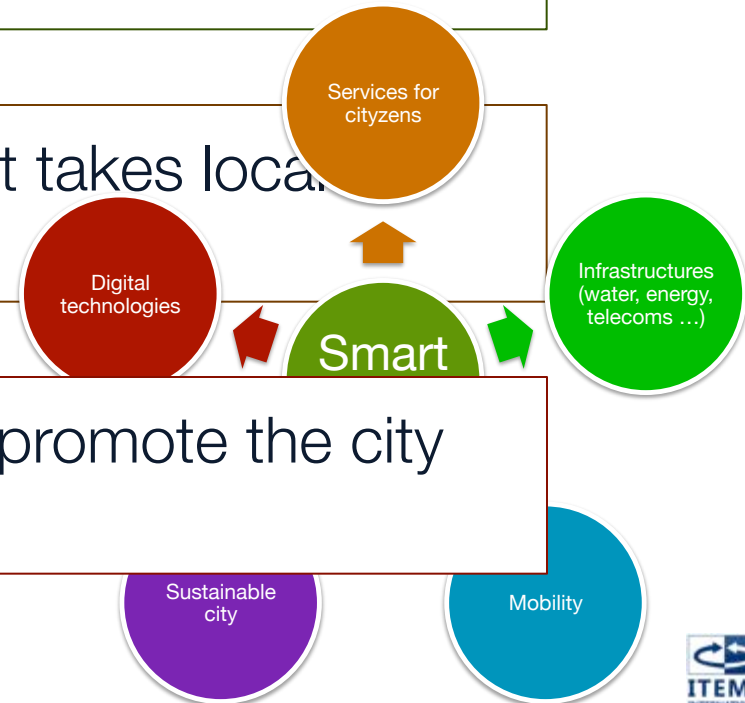 Services for
cityzens
t takes loca
Digital
technologies
Infrastructures
(water, energy,
telecoms …)
Smart
promote the city
Sustainable
city
Mobility
ITEM